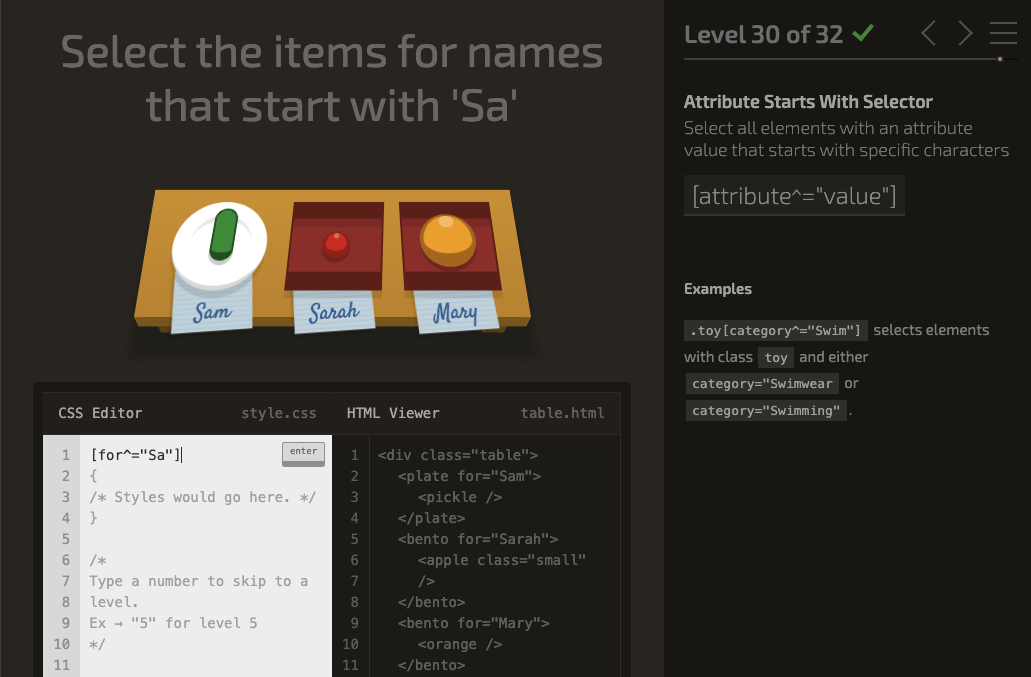 Select the items for names
that start with 'Sa'
Sam
Sarah
Mary
CSS Editor
style.css
HTML Viewer
table.html
1
[for^="Sa"]
enter
2
{
3
/* Styles would go here. */
4
}
5
6
/*
7
Type a number to skip to a
8
level.
9
Ex → "5" for level 5
10
*/
11
1
<div class="table">
2
<plate for="Sam">
3
<pickle />
4
</plate>
5
<bento for="Sarah">
6
<apple class="small"
7
/>
8
</bento>
9
<bento for="Mary">
10
<orange />
11
</bento>
Level 30 of 32
Attribute Starts With Selector
Select all elements with an attribute
value that starts with specific characters
[attribute^="value"]
Examples
.toy[category^="Swim"] selects elements
with class toy and either
category="Swimwear or
category="Swimming" .